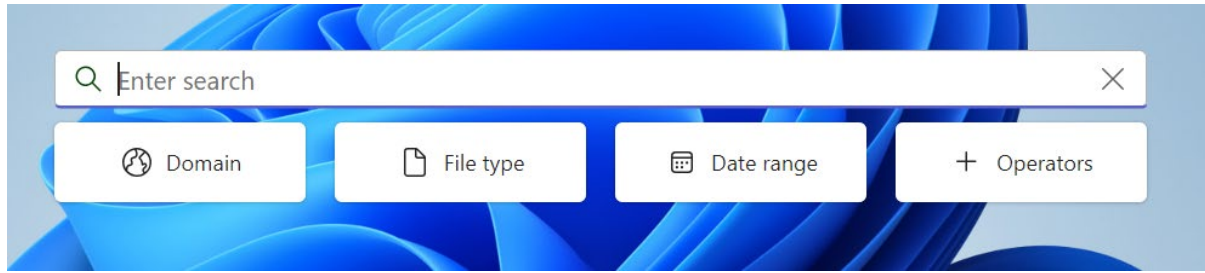 Enter search
Domain
File type
Date range
Operators